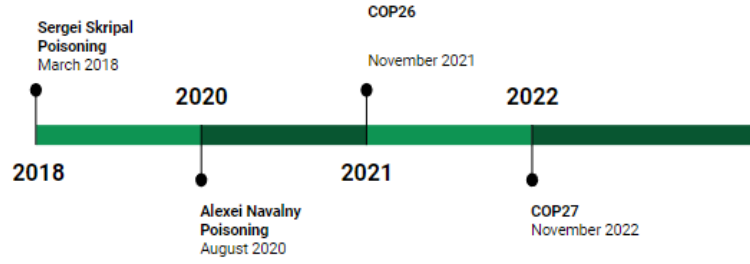 COP26
Sergei Skripal
Poisoning
March 2018
November 2021
2020
2022
2018
2021
Alexei Navalny
Poisoning
August 2020
COP27
November 2022